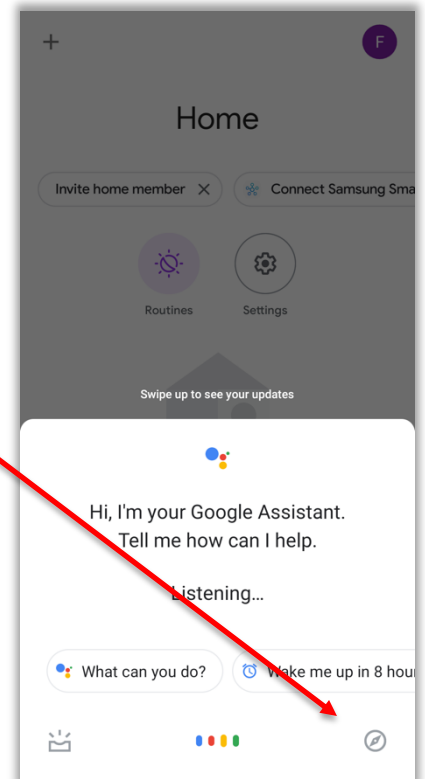 +
F
Home
Invite home member ×
Connect Samsung Sma
Routines
Settings
Swipe up to see your updates
Hi, I'm your Google Assistant.
Tell me how can I help.
Listening...
What can you do?
Wake me up in 8 hou